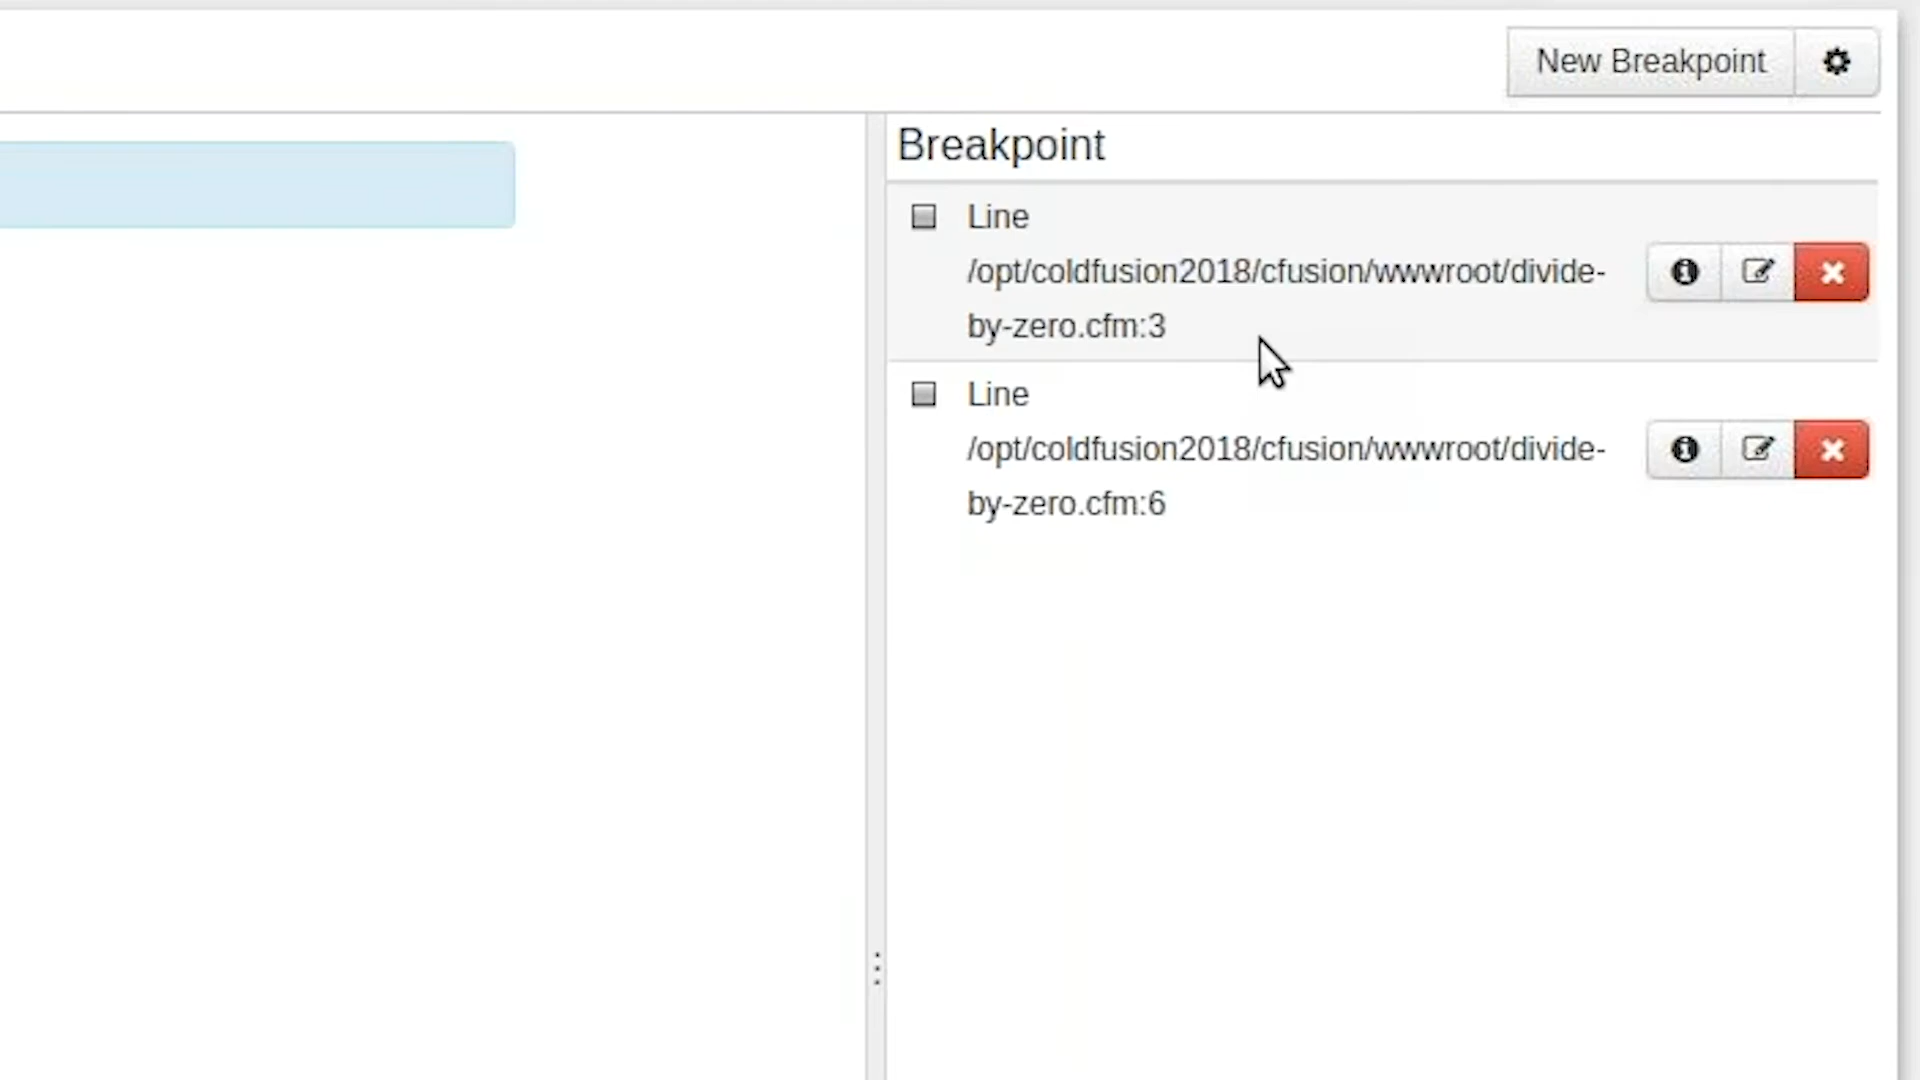 New Breakpoint
Breakpoint
Line
/opt/coldfusion2018/cfusion/wwwroot/divide-
by-zero.cfm:3
Line
/opt/coldfusion2018/cfusion/wwwroot/divide-
by-zero.cfm:6